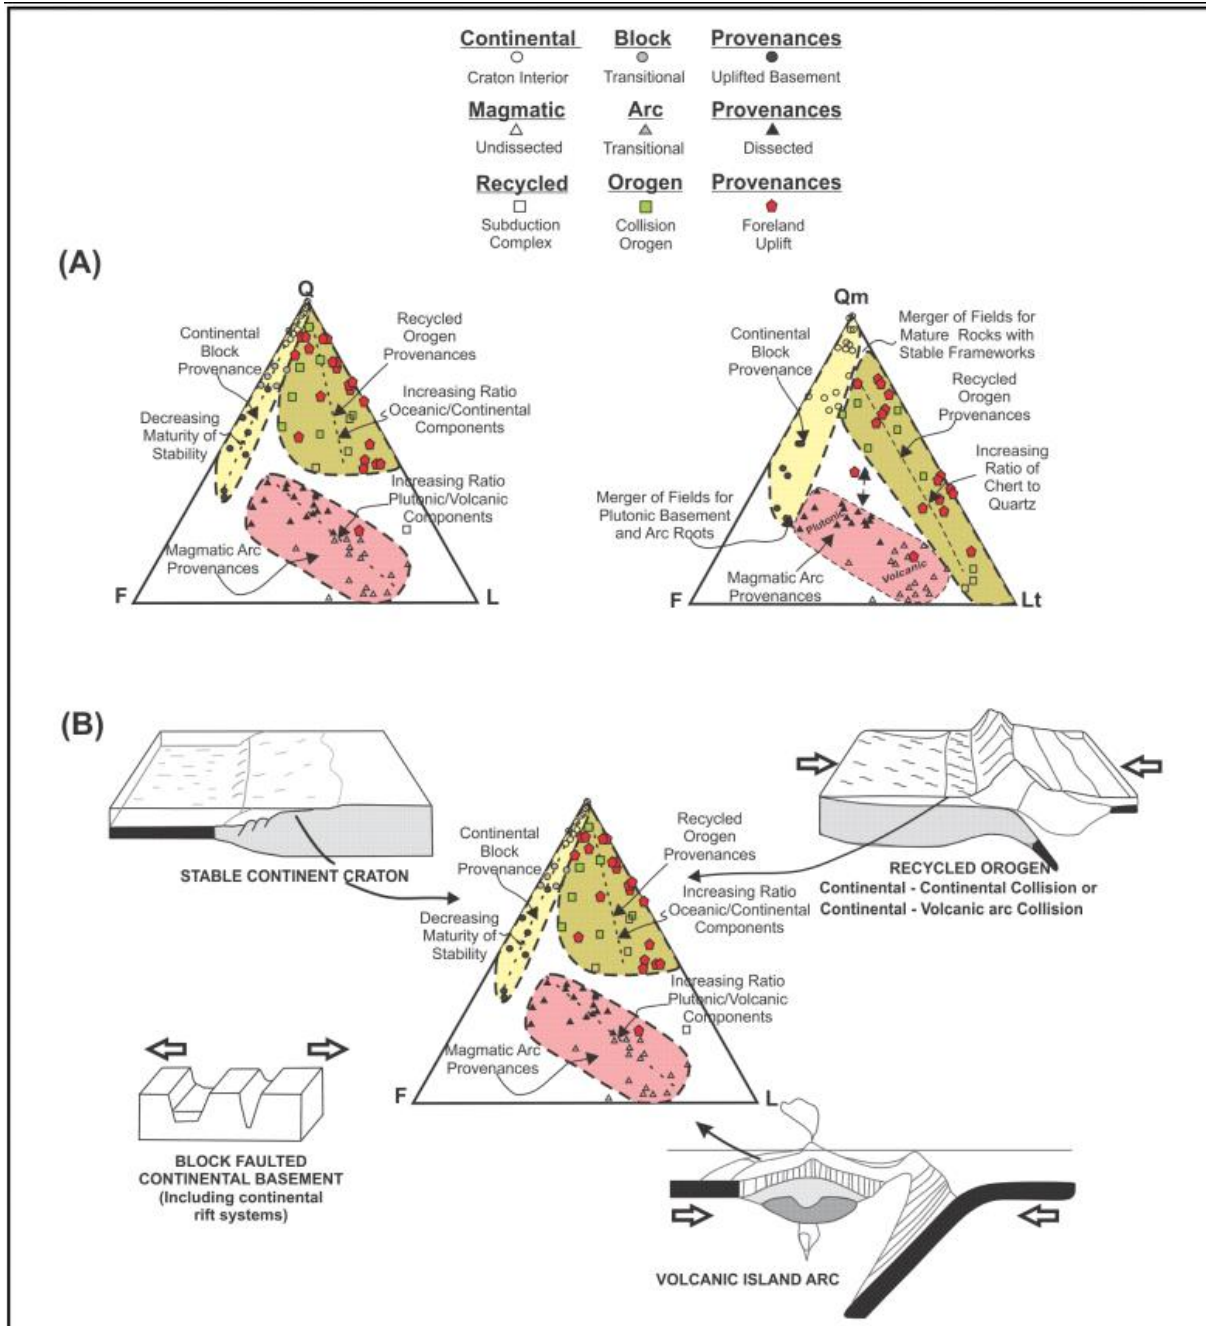 Continental Block Provenances
Craton Interior Transitional Uplifted Basement
Magmatic Arc Provenances
Undissected Transitional Dissected
Recycled Orogen Provenances
Subduction Collision Foreland
Complex Orogen Uplift
(A)
Q
Continental
Block
Provenance
Decreasing
Maturity of
Stability
Recycled
Orogen
Provenances
Increasing Ratio
Oceanic/Continental
Components
Increasing Ratio
Plutonic/Volcanic
Components
Magmatic Arc
Provenances
F
L
Qm
Continental
Block
Provenance
Merger of Fields for
Mature Rocks with
Stable Frameworks
Recycled
Orogen
Provenances
Increasing
Ratio of
Chert to
Quartz
Merger of Fields for
Plutonic Basement
and Arc Roots
Plutonic
Volcanic
Magmatic Arc
Provenances
F
Lt
(B)
STABLE CONTINENT CRATON
RECYCLED OROGEN
Continental - Continental Collision or
Continental - Volcanic arc Collision
Continental
Block
Provenance
Decreasing
Maturity of
Stability
Recycled
Orogen
Provenances
Increasing Ratio
Oceanic/Continental
Components
Increasing Ratio
Plutonic/Volcanic
Components
Magmatic Arc
Provenances
F
L
BLOCK FAULTED
CONTINENTAL BASEMENT
(Including continental
rift systems)
VOLCANIC ISLAND ARC